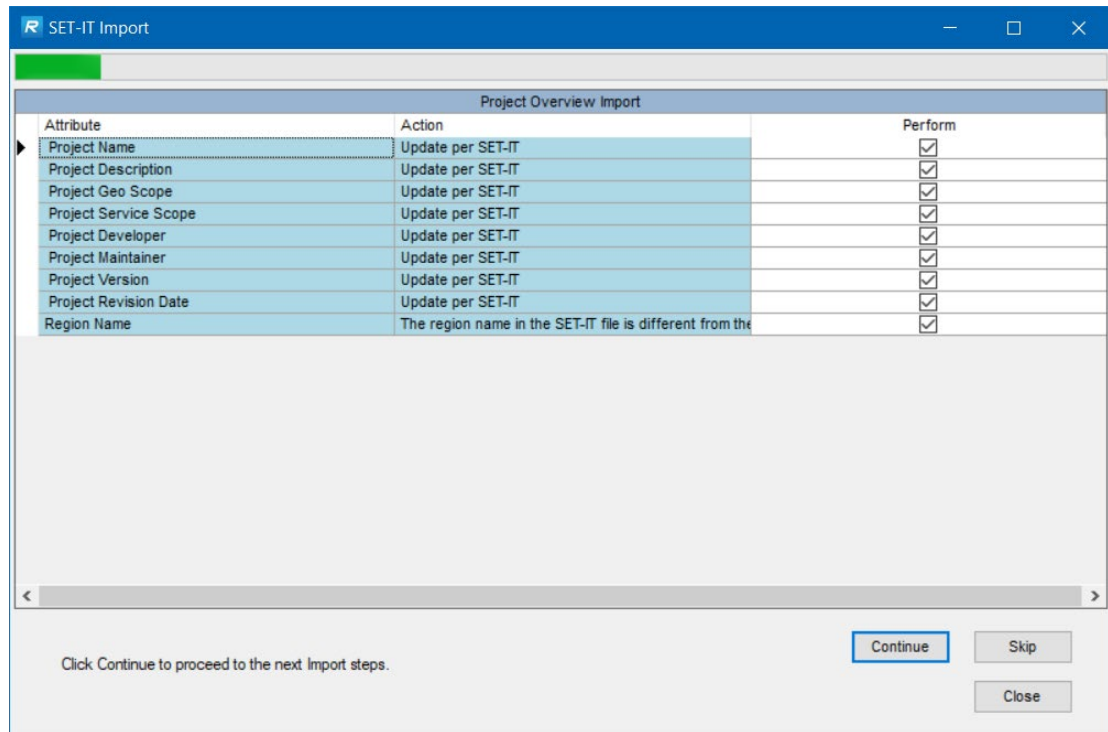 R SET-IT Import
Project Overview Import
Attribute Action Perform
Project Name Update per SET-IT
Project Description Update per SET-IT
Project Geo Scope Update per SET-IT
Project Service Scope Update per SET-IT
Project Developer Update per SET-IT
Project Maintainer Update per SET-IT
Project Version Update per SET-IT
Project Revision Date Update per SET-IT
Region Name The region name in the SET-IT file is different from the
Continue Skip
Click Continue to proceed to the next Import steps.
Close